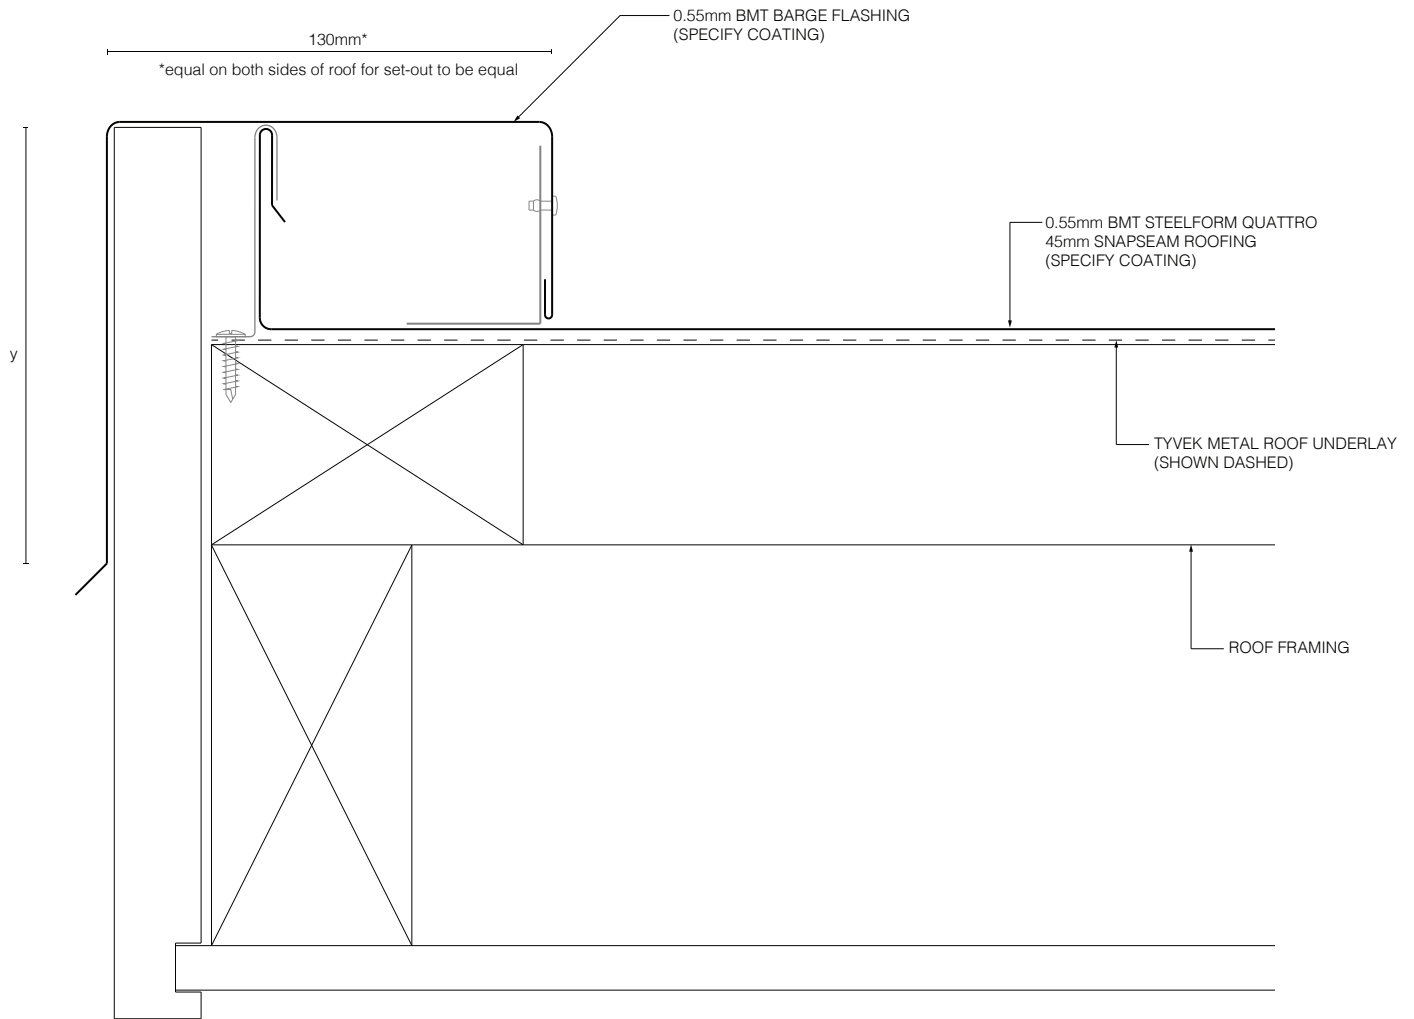 0.55mm BMT BARGE FLASHING
(SPECIFY COATING)
130mm*
*equal on both sides of roof for set-out to be equal
0.55mm BMT STEELFORM QUATTRO
45mm SNAPSEAM ROOFING
(SPECIFY COATING)
y
TYVEK METAL ROOF UNDERLAY
(SHOWN DASHED)
ROOF FRAMING